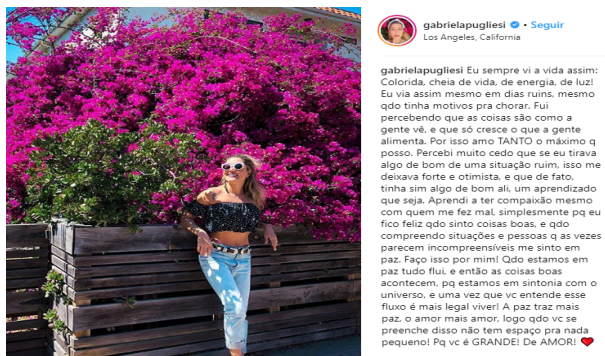 gabrielapugliesi • Seguir
Los Angeles, California
gabrielapugliesi Eu sempre vi a vida assim:
Colorida, cheia de vida, de energia, de luz!
Eu via assim mesmo em dias ruins, mesmo
qdo tinha motivos pra chorar. Fui
percebendo que as coisas são como a
gente vê, e que só cresce o que a gente
alimenta. Por isso amo TANTO o máximo q
posso. Percebi muito cedo que se eu tirava
algo de bom de uma situação ruim, isso me
deixava forte e otimista, e que de fato,
tinha sim algo de bom ali, um aprendizado
que seja. Aprendi a ter compaixão mesmo
com quem me fez mal, simplesmente pq eu
fico feliz qdo sinto coisas boas, e qdo
compreendo situações e pessoas q as vezes
parecem incompreensíveis me sinto em
paz. Faço isso por mim! Qdo estamos em
paz tudo flui, e então as coisas boas
acontecem, pq estamos em sintonia com o
universo, e uma vez que vc entende esse
fluxo é mais legal viver! A paz traz mais
paz, o amor mais amor, logo qdo vc se
preenche disso não tem espaço pra nada
pequeno! Pq vc é GRANDE! De AMOR! ❤️